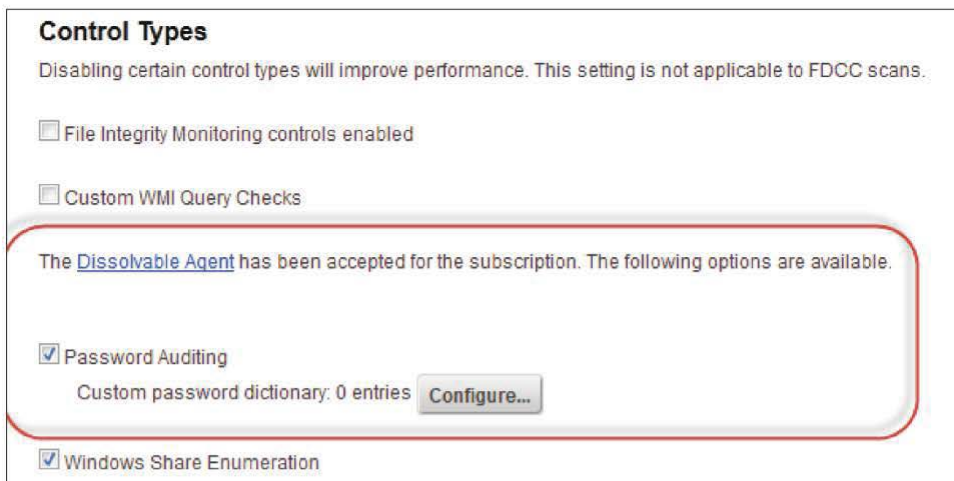 Control Types
Disabling certain control types will improve performance. This setting is not applicable to FDCC scans.
File Integrity Monitoring controls enabled
Custom WMI Query Checks
The Dissolvable Agent has been accepted for the subscription. The following options are available.
Password Auditing
Custom password dictionary: 0 entries Configure...
Windows Share Enumeration